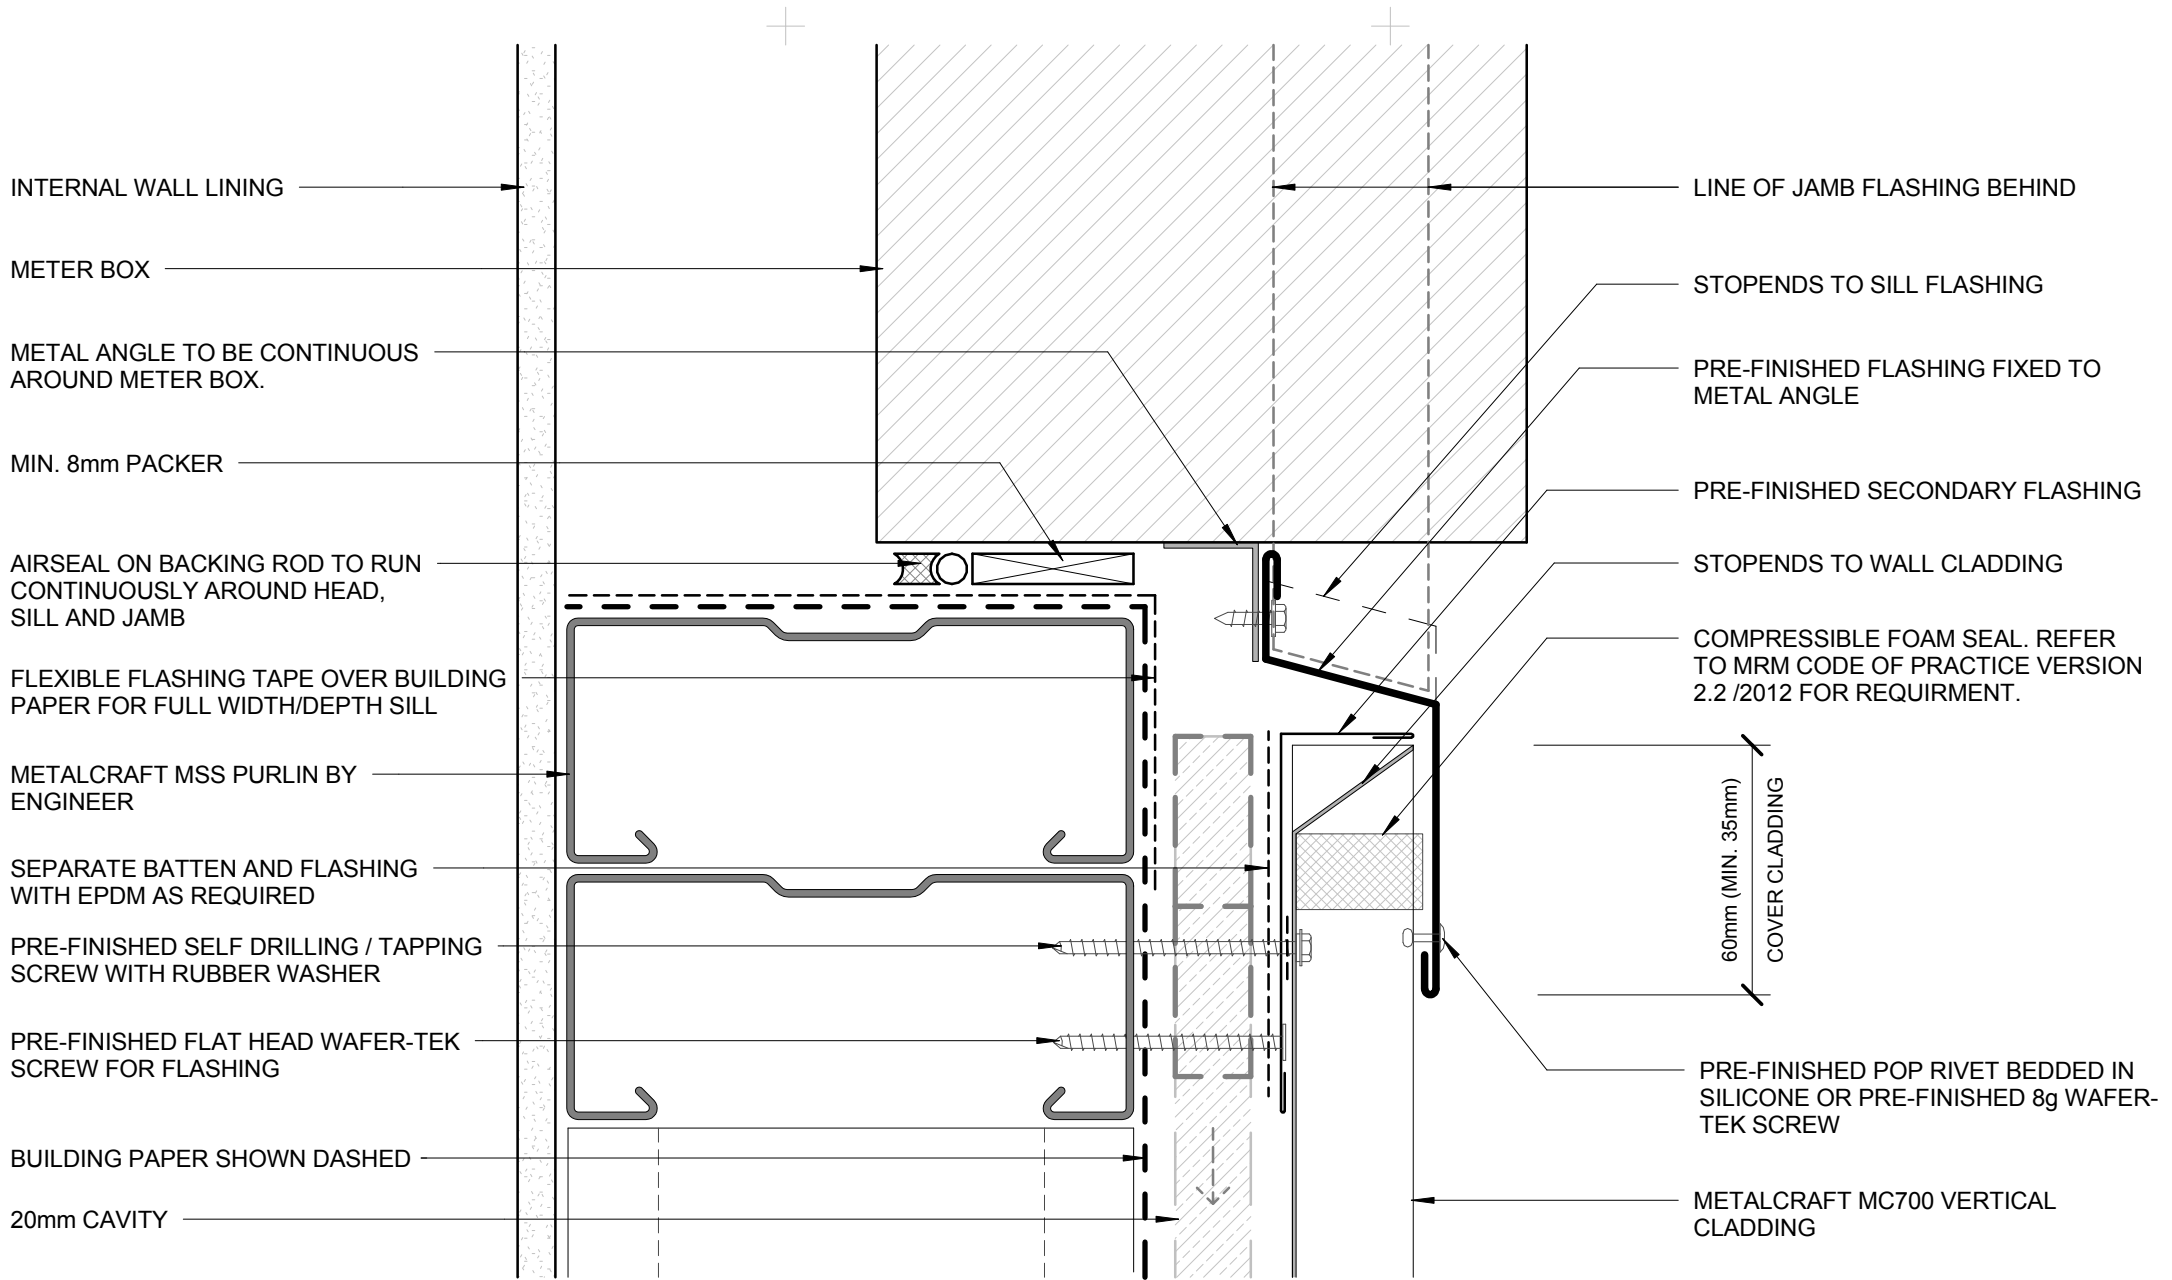 INTERNAL WALL LINING
METER BOX
METAL ANGLE TO BE CONTINUOUS
AROUND METER BOX.
MIN. 8mm PACKER
AIRSEAL ON BACKING ROD TO RUN
CONTINUOUSLY AROUND HEAD,
SILL AND JAMB
FLEXIBLE FLASHING TAPE OVER BUILDING
PAPER FOR FULL WIDTH/DEPTH SILL
METALCRAFT MSS PURLIN BY
ENGINEER
SEPARATE BATTEN AND FLASHING
WITH EPDM AS REQUIRED
PRE-FINISHED SELF DRILLING / TAPPING
SCREW WITH RUBBER WASHER
PRE-FINISHED FLAT HEAD WAFER-TEK
SCREW FOR FLASHING
BUILDING PAPER SHOWN DASHED
20mm CAVITY
LINE OF JAMB FLASHING BEHIND
STOPENDS TO SILL FLASHING
PRE-FINISHED FLASHING FIXED TO
METAL ANGLE
PRE-FINISHED SECONDARY FLASHING
STOPENDS TO WALL CLADDING
COMPRESSIBLE FOAM SEAL. REFER
TO MRM CODE OF PRACTICE VERSION
2.2 /2012 FOR REQUIRMENT.
60mm (MIN. 35mm)
COVER CLADDING
PRE-FINISHED POP RIVET BEDDED IN
SILICONE OR PRE-FINISHED 8g WAFER-
TEK SCREW
METALCRAFT MC700 VERTICAL
CLADDING